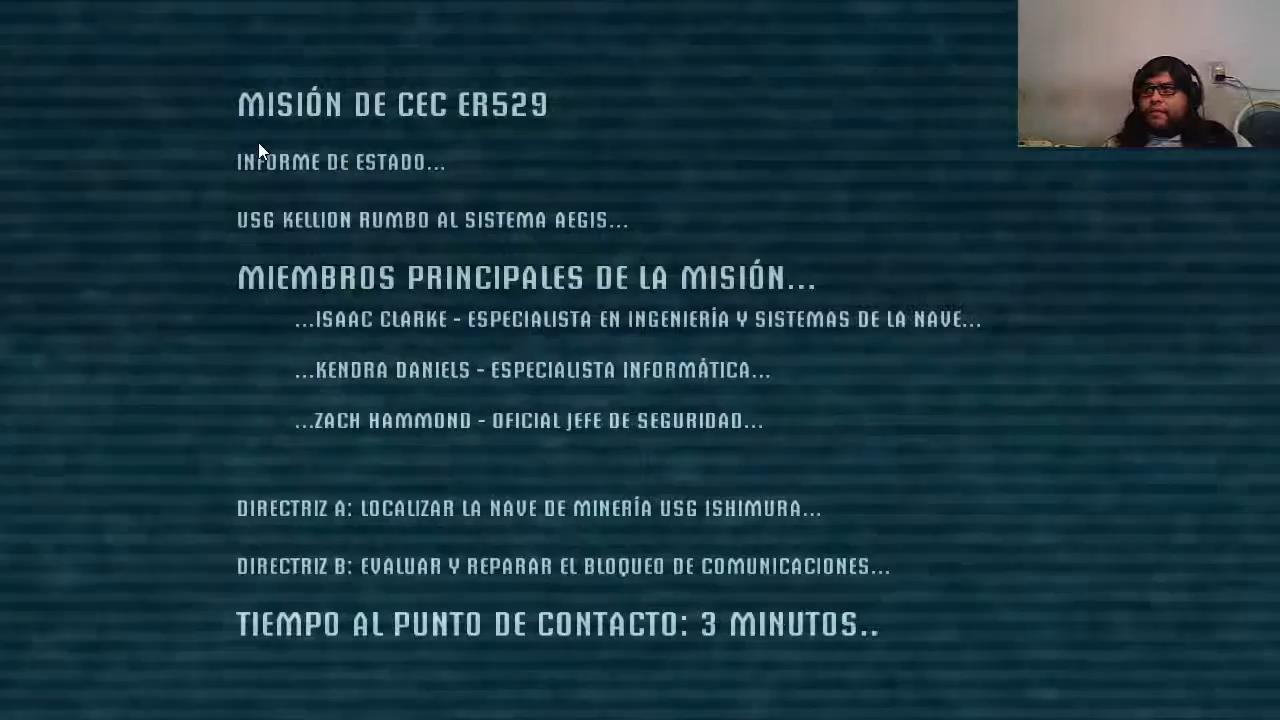 MISIÓN DE CEC ER529
INFORME DE ESTADO...
USG KELLION RUMBO AL SISTEMA AEGIS...
MIEMBROS PRINCIPALES DE LA MISIÓN...
...ISAAC CLARKE - ESPECIALISTA EN INGENIERÍA Y SISTEMAS DE LA NAVE...
...KENDRA DANIELS - ESPECIALISTA INFORMÁTICA...
...ZACH HAMMOND - OFICIAL JEFE DE SEGURIDAD...
DIRECTRIZ A: LOCALIZAR LA NAVE DE MINERÍA USG ISHIMURA...
DIRECTRIZ B: EVALUAR Y REPARAR EL BLOQUEO DE COMUNICACIONES...
TIEMPO AL PUNTO DE CONTACTO: 3 MINUTOS..